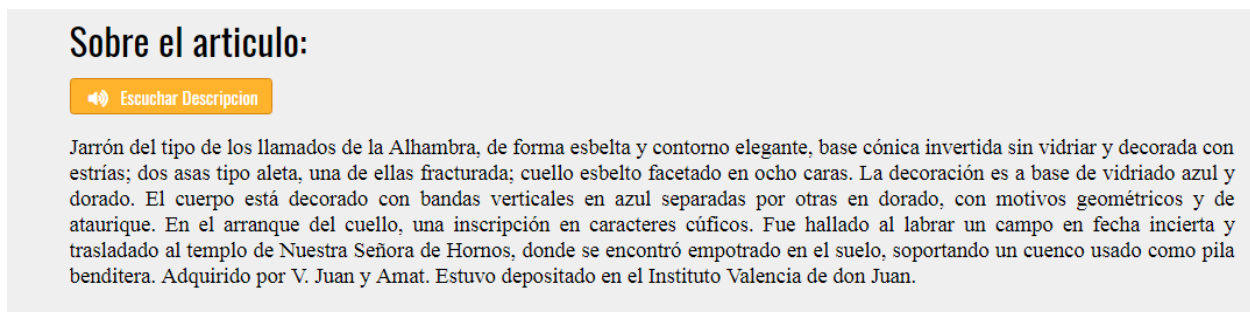 Sobre el articulo:
Escuchar Descripcion
Jarrón del tipo de los llamados de la Alhambra, de forma esbelta y contorno elegante, base cónica invertida sin vidriar y decorada con
estrías; dos asas tipo aleta, una de ellas fracturada; cuello esbelto facetado en ocho caras. La decoración es a base de vidriado azul y
dorado. El cuerpo está decorado con bandas verticales en azul separadas por otras en dorado, con motivos geométricos y de
ataurique. En el arranque del cuello, una inscripción en caracteres cúficos. Fue hallado al labrar un campo en fecha incierta y
trasladado al templo de Nuestra Señora de Hornos, donde se encontró empotrado en el suelo, soportando un cuenco usado como pila
benditera. Adquirido por V. Juan y Amat. Estuvo depositado en el Instituto Valencia de don Juan.